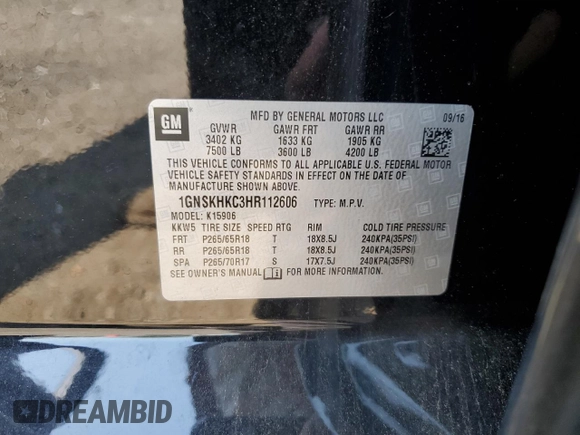 GM
MFD BY GENERAL MOTORS LLC
09/16
GVWR GAWR FRT GAWR RR
3402 KG 1633 KG 1905 KG
7500 LB 3600 LB 4200 LB
THIS VEHICLE CONFORMS TO ALL APPLICABLE U.S. FEDERAL MOTOR
VEHICLE SAFETY STANDARDS IN EFFECT ON THE DATE OF
MANUFACTURE SHOWN ABOVE.
1GNSKHKC3HR112606 TYPE: M.P.V.
MODEL: K15906
KKW5 TIRE SIZE SPEED RTG RIM COLD TIRE PRESSURE
FRT P265/65R18 T 18X8.5J 240KPA(35PSI)
RR P265/65R18 T 18X8.5J 240KPA(35PSI)
SPA P265/70R17 S 17X7.5J 240KPA(35PSI)
SEE OWNER'S MANUAL FOR MORE INFORMATION.
DREAMBID